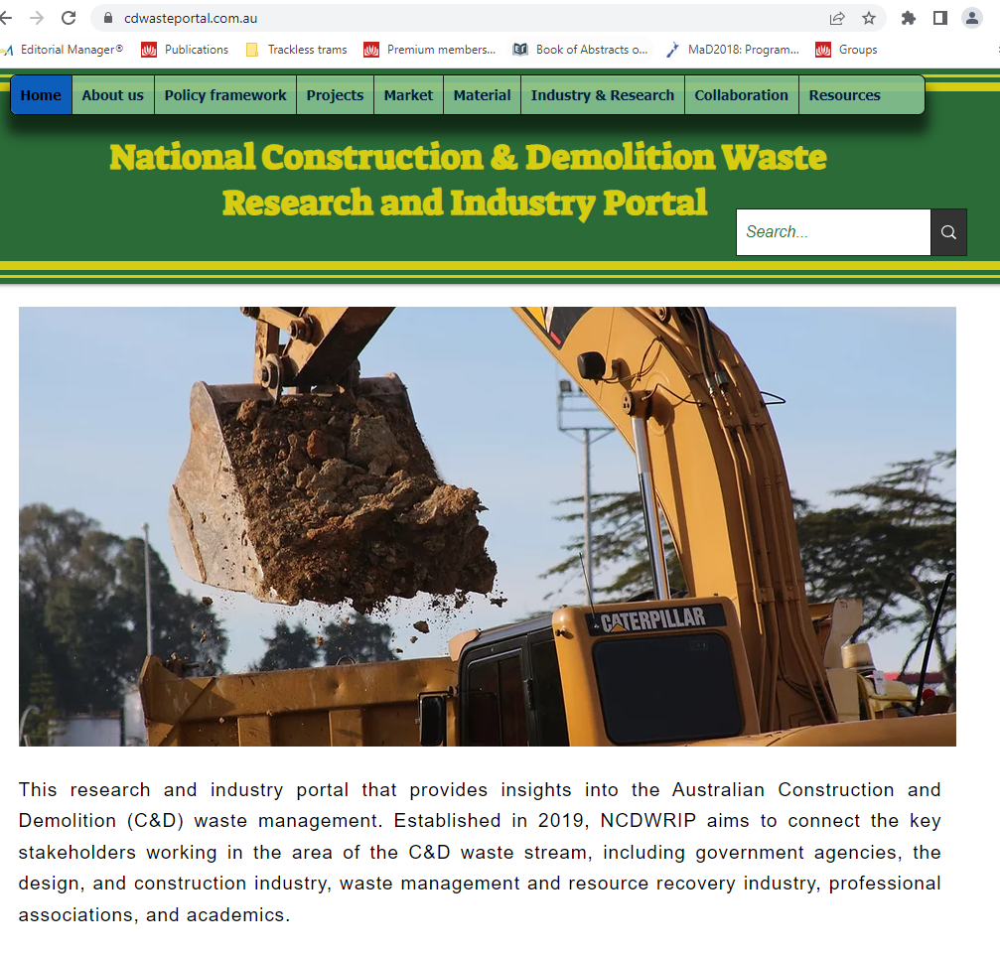 cdwasteportal.com.au
Editorial Manager®
Publications
Trackless trams
Premium members...
Book of Abstracts o...
MaD2018: Program...
Groups
Home
About us
Policy framework
Projects
Market
Material
Industry & Research
Collaboration
Resources
National Construction & Demolition Waste
Research and Industry Portal
Search...
CATERPILLAR
This research and industry portal that provides insights into the Australian Construction and
Demolition (C&D) waste management. Established in 2019, NCDWRIP aims to connect the key
stakeholders working in the area of the C&D waste stream, including government agencies, the
design, and construction industry, waste management and resource recovery industry, professional
associations, and academics.